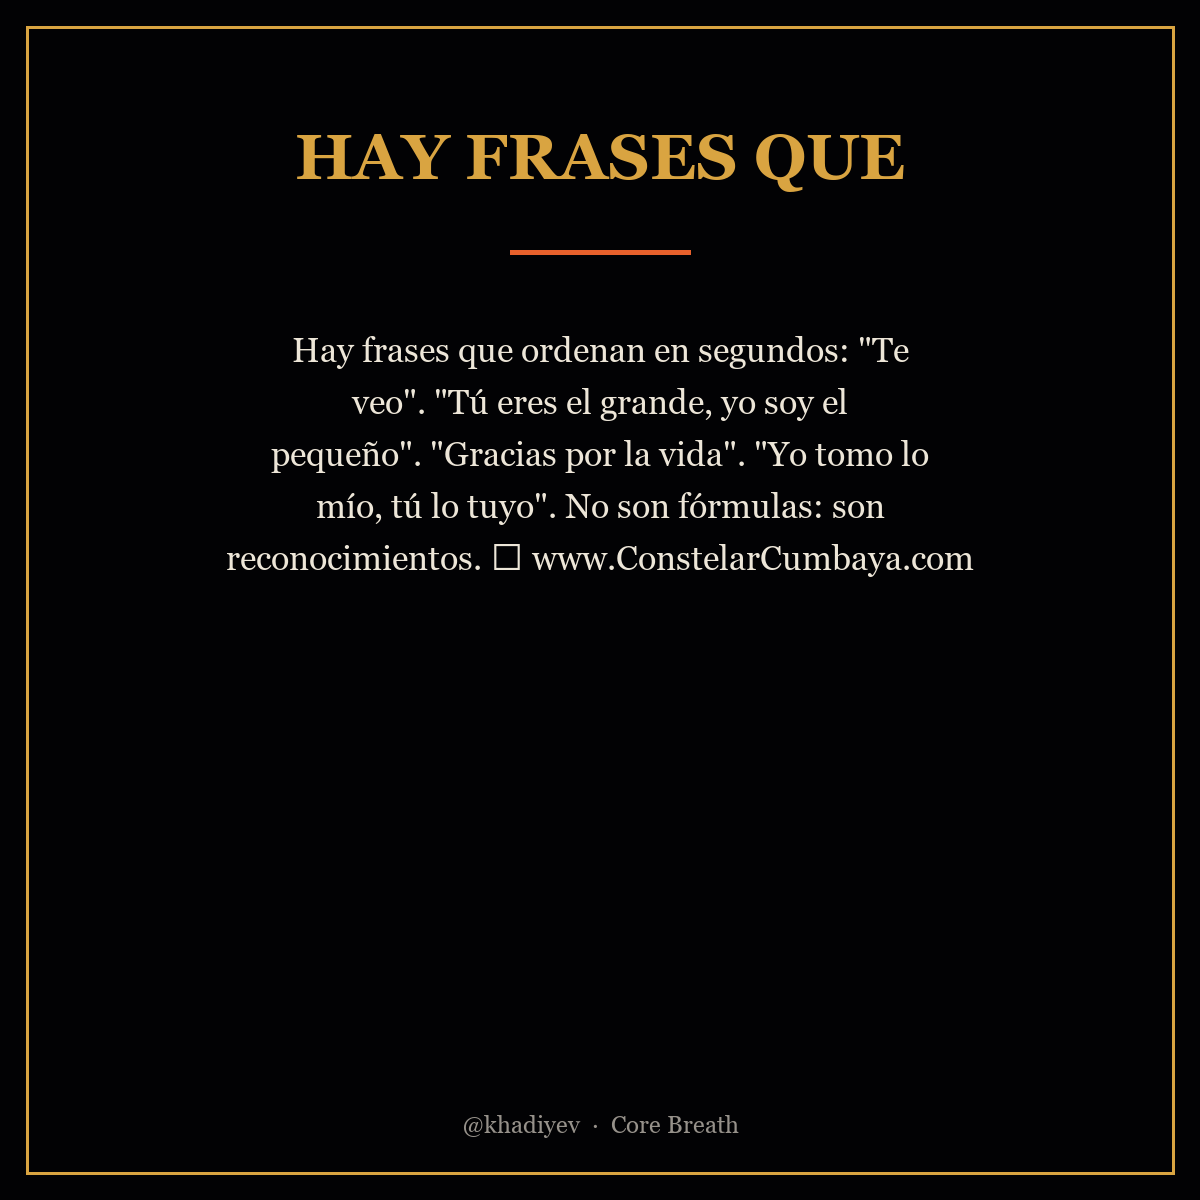 HAY FRASES QUE
Hay frases que ordenan en segundos: "Te
veo". "Tú eres el grande, yo soy el
pequeño". "Gracias por la vida". "Yo tomo lo
mío, tú lo tuyo". No son fórmulas: son
reconocimientos. □ www.ConstelarCumbaya.com
@khadiyev · Core Breath